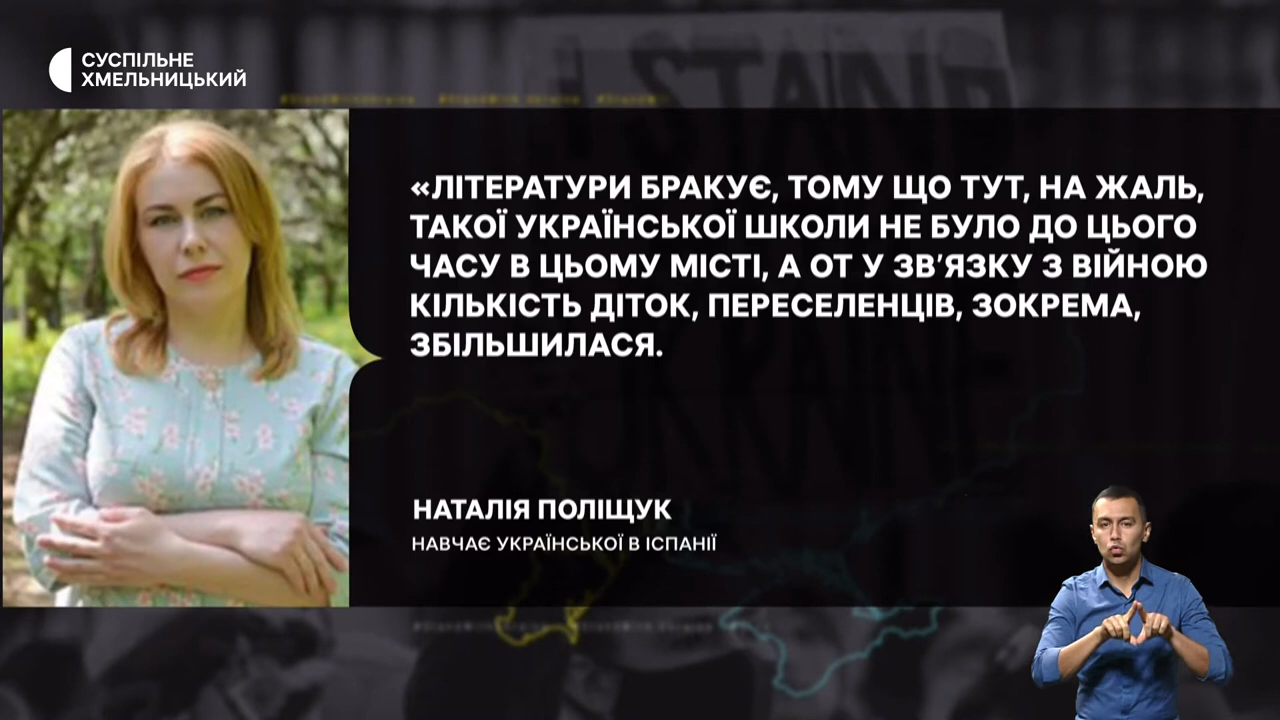 СУСПІЛЬНЕ
ХМЕЛЬНИЦЬКИЙ
«ЛІТЕРАТУРИ БРАКУЄ, ТОМУ ЩО ТУТ, НА ЖАЛЬ,
ТАКОЇ УКРАЇНСЬКОЇ ШКОЛИ НЕ БУЛО ДО ЦЬОГО
ЧАСУ В ЦЬОМУ МІСТІ, А ОТ У ЗВ’ЯЗКУ З ВІЙНОЮ
КІЛЬКІСТЬ ДІТОК, ПЕРЕСЕЛЕНЦІВ, ЗОКРЕМА,
ЗБІЛЬШИЛАСЯ.
НАТАЛІЯ ПОЛІЩУК
НАВЧАЄ УКРАЇНСЬКОЇ В ІСПАНІЇ